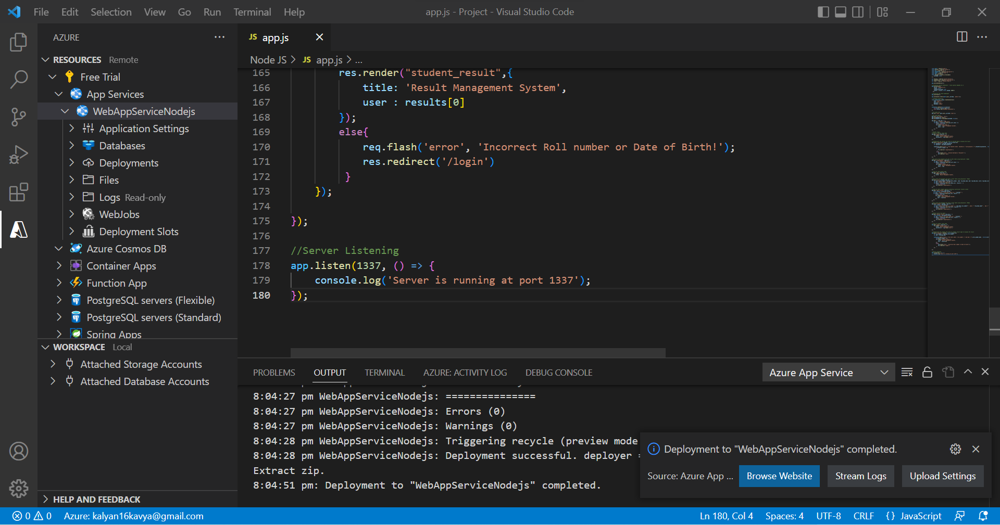 File Edit Selection View Go Run Terminal Help
app.js - Project - Visual Studio Code
AZURE
RESOURCES Remote
Free Trial
App Services
WebAppServiceNodejs
Application Settings
Databases
Deployments
Files
Logs Read-only
WebJobs
Deployment Slots
Azure Cosmos DB
Container Apps
Function App
PostgreSQL servers (Flexible)
PostgreSQL servers (Standard)
Spring Apps
WORKSPACE Local
Attached Storage Accounts
Attached Database Accounts
HELP AND FEEDBACK
JS app.js
Node JS > JS app.js > ...
165 res.render("student_result",{
166 title: 'Result Management System',
167 user : results[0]
168 });
169 else{
170 req.flash('error', 'Incorrect Roll number or Date of Birth!');
171 res.redirect('/login')
172 }
173 });
174
175 });
176
177 //Server Listening
178 app.listen(1337, () => {
179 console.log('Server is running at port 1337');
180 });
PROBLEMS OUTPUT TERMINAL AZURE: ACTIVITY LOG DEBUG CONSOLE
Azure App Service
8:04:27 pm WebAppServiceNodejs: ===============
8:04:27 pm WebAppServiceNodejs: Errors (0)
8:04:27 pm WebAppServiceNodejs: Warnings (0)
8:04:28 pm WebAppServiceNodejs: Triggering recycle (preview mode
8:04:28 pm WebAppServiceNodejs: Deployment successful. deployer =
Extract zip.
8:04:51 pm: Deployment to "WebAppServiceNodejs" completed.
Deployment to "WebAppServiceNodejs" completed.
Source: Azure App ... Browse Website Stream Logs Upload Settings
0 0 Azure: kalyan16kavya@gmail.com
Ln 180, Col 4 Spaces: 4 UTF-8 CRLF {} JavaScript